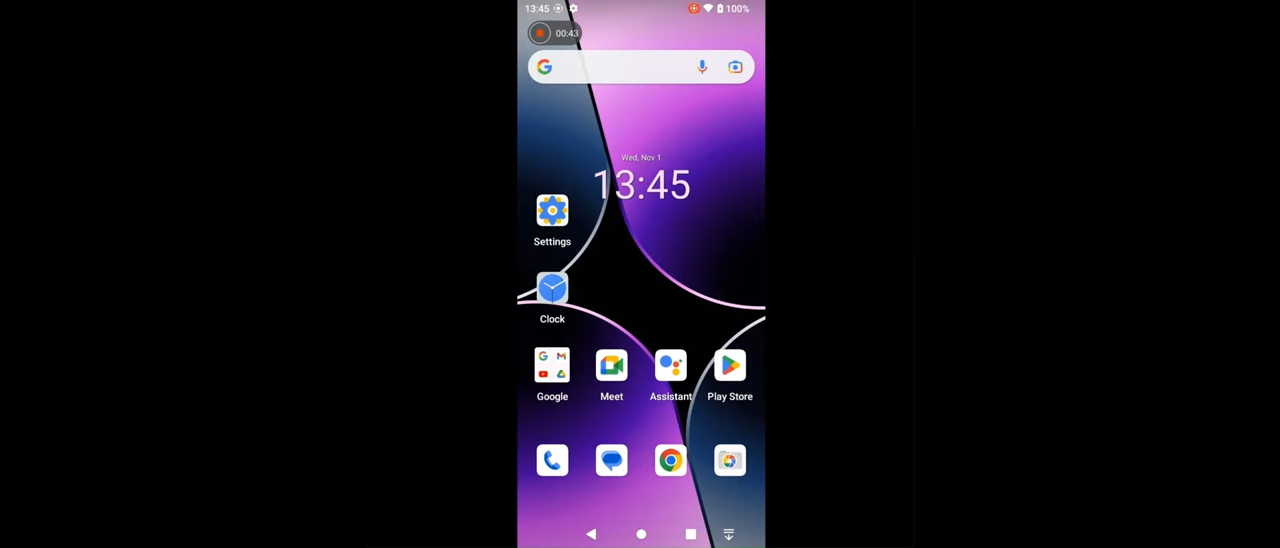 13:45 100%
00:43
Wed, Nov 1
13:45
Settings
Clock
Google Meet Assistant Play Store